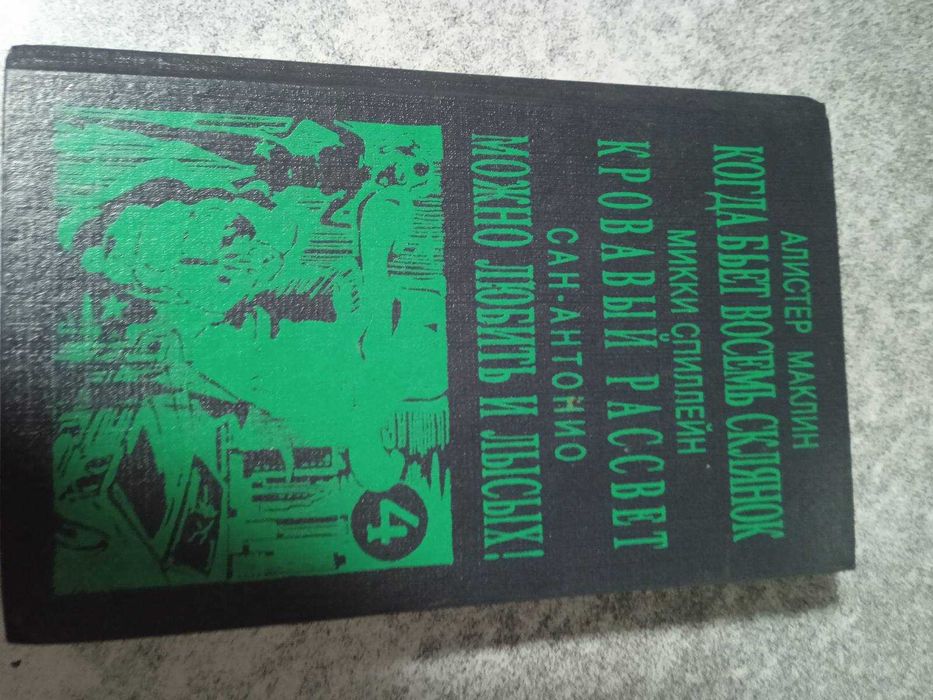 АЛИСТЕР МАКЛИН
КОГДА БЬЕТ ВОСЕМЬ СКЛЯНОК
МИККИ СПИЛЛЕЙН
КРОВАВЫЙ РАССВЕТ
САН-АНТОНИО
МОЖНО ЛЮБИТЬ И ЛЫСЫХ!
4